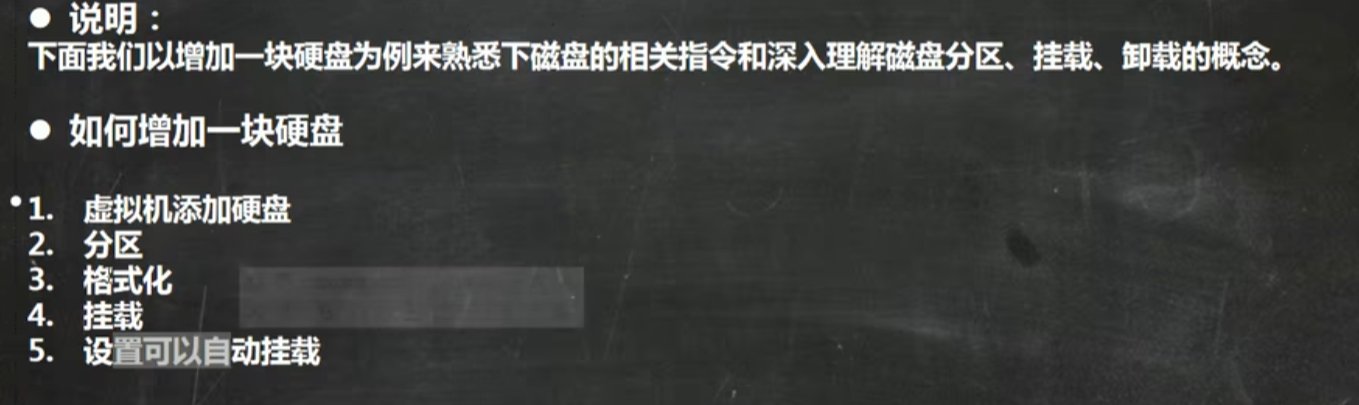 ● 说明：
下面我们以增加一块硬盘为例来熟悉下磁盘的相关指令和深入理解磁盘分区、挂载、卸载的概念。
● 如何增加一块硬盘
1. 虚拟机添加硬盘
2. 分区
3. 格式化
4. 挂载
5. 设置可以自动挂载